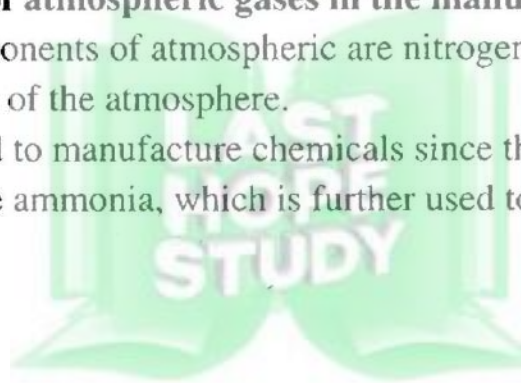 of atmospheric gases in the manu
onents of atmospheric are nitrogen
of the atmosphere.
to manufacture chemicals since th
ammonia, which is further used to
LAST
HOPE
STUDY